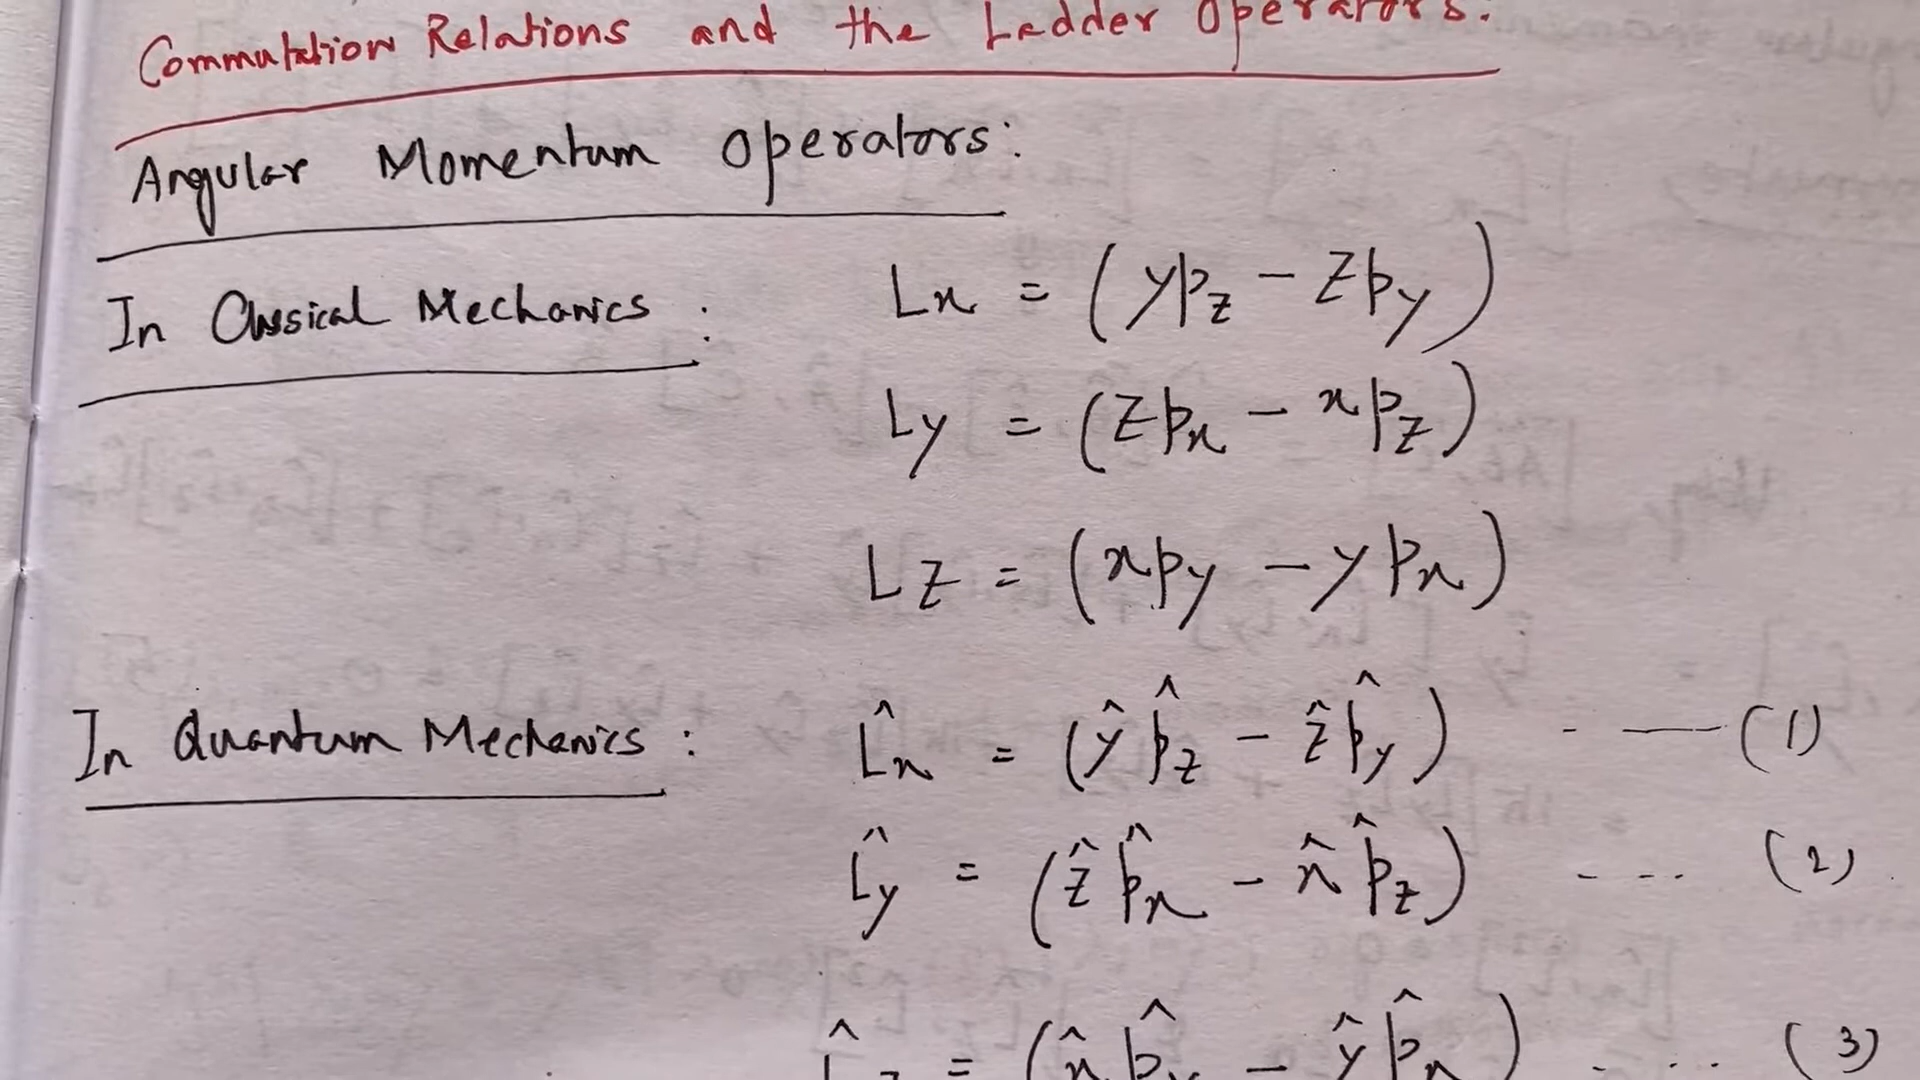 Commutation Relations and the Ladder Operators.
Angular Momentum Operators:
In Classical Mechanics : Lx = (ypz - zpy)
Ly = (zpx - xpz)
Lz = (xpy - ypx)
In Quantum Mechanics : L̂x = (ŷp̂z - ẑp̂y) - —— (1)
L̂y = (ẑp̂x - x̂p̂z) - --- (2)
L̂z = (x̂p̂y - ŷp̂x) - --- (3)